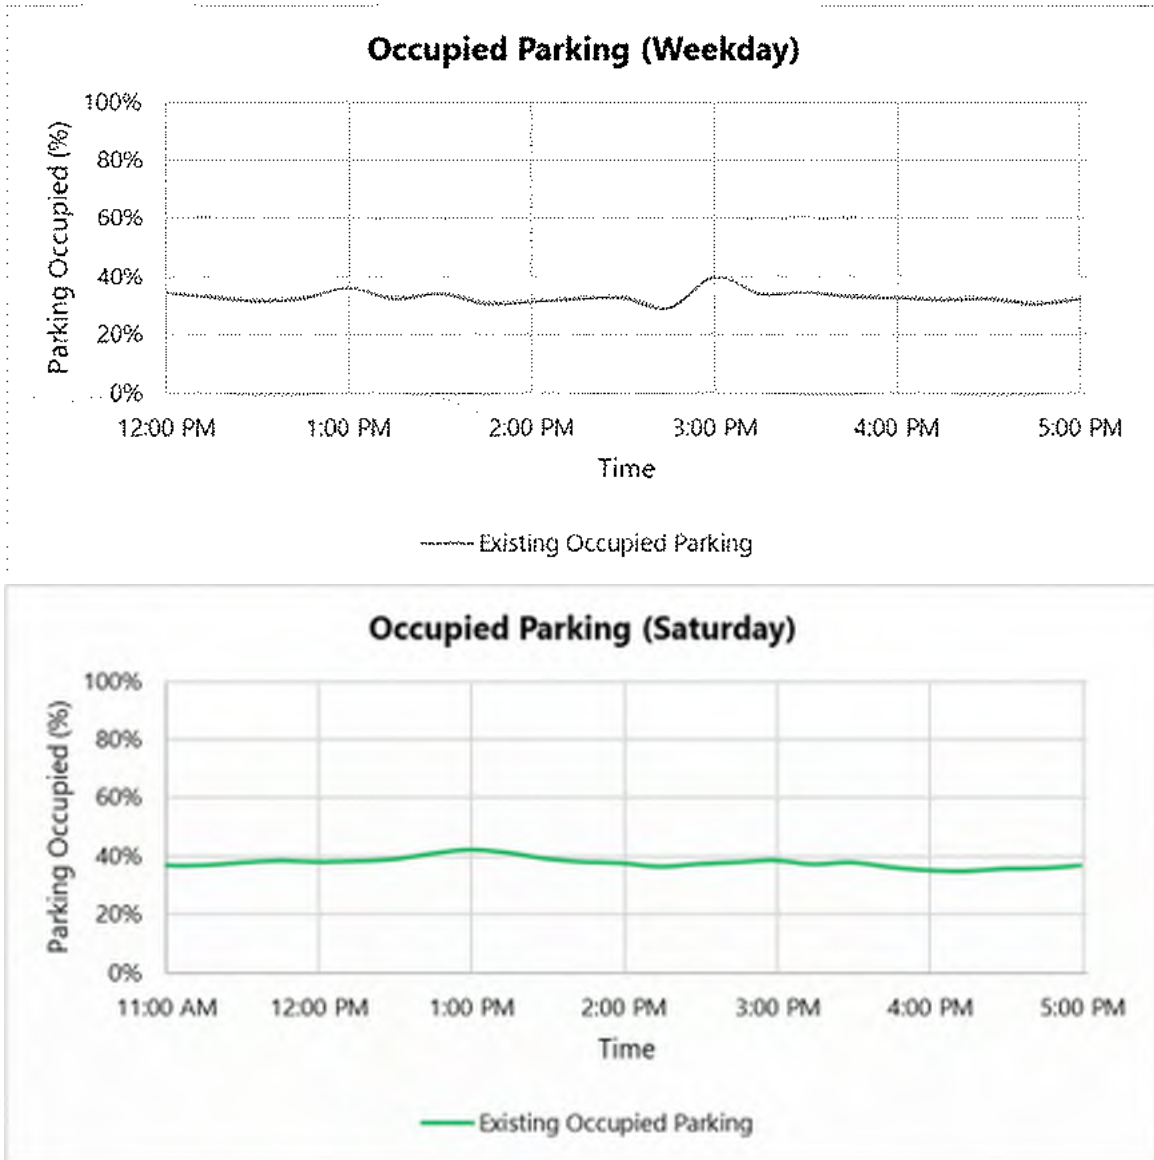 Occupied Parking (Weekday)
100%
80%
60%
40%
20%
0%
Parking Occupied (%)
12:00 PM 1:00 PM 2:00 PM 3:00 PM 4:00 PM 5:00 PM
Time
Existing Occupied Parking
Occupied Parking (Saturday)
100%
80%
60%
40%
20%
0%
Parking Occupied (%)
11:00 AM 12:00 PM 1:00 PM 2:00 PM 3:00 PM 4:00 PM 5:00 PM
Time
Existing Occupied Parking